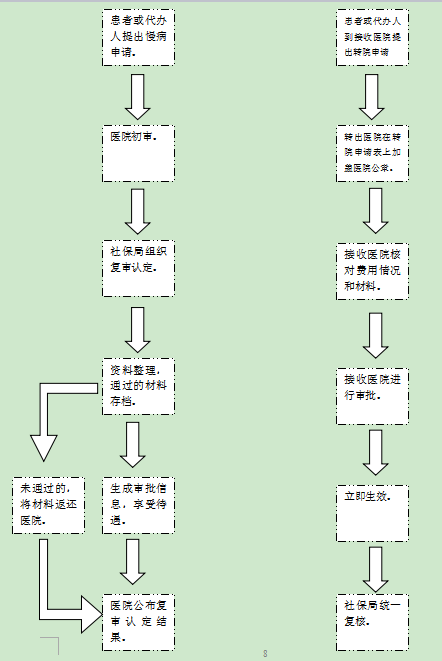 患者或代办
人提出慢病
申请。
医院初审。
社保局组织
复审认定。
资料整理，
通过的材料
存档。
未通过的，
将材料返还
医院。
生成审批信
息，享受待
遇。
医院公布复
审认定结
果。
患者或代办人
到接收医院提
出转院申请
转出医院在转
院申请表上加
盖医院公章。
接收医院核
对费用情况
和材料。
接收医院进
行审批。
立即生效。
社保局统一
复核。
8